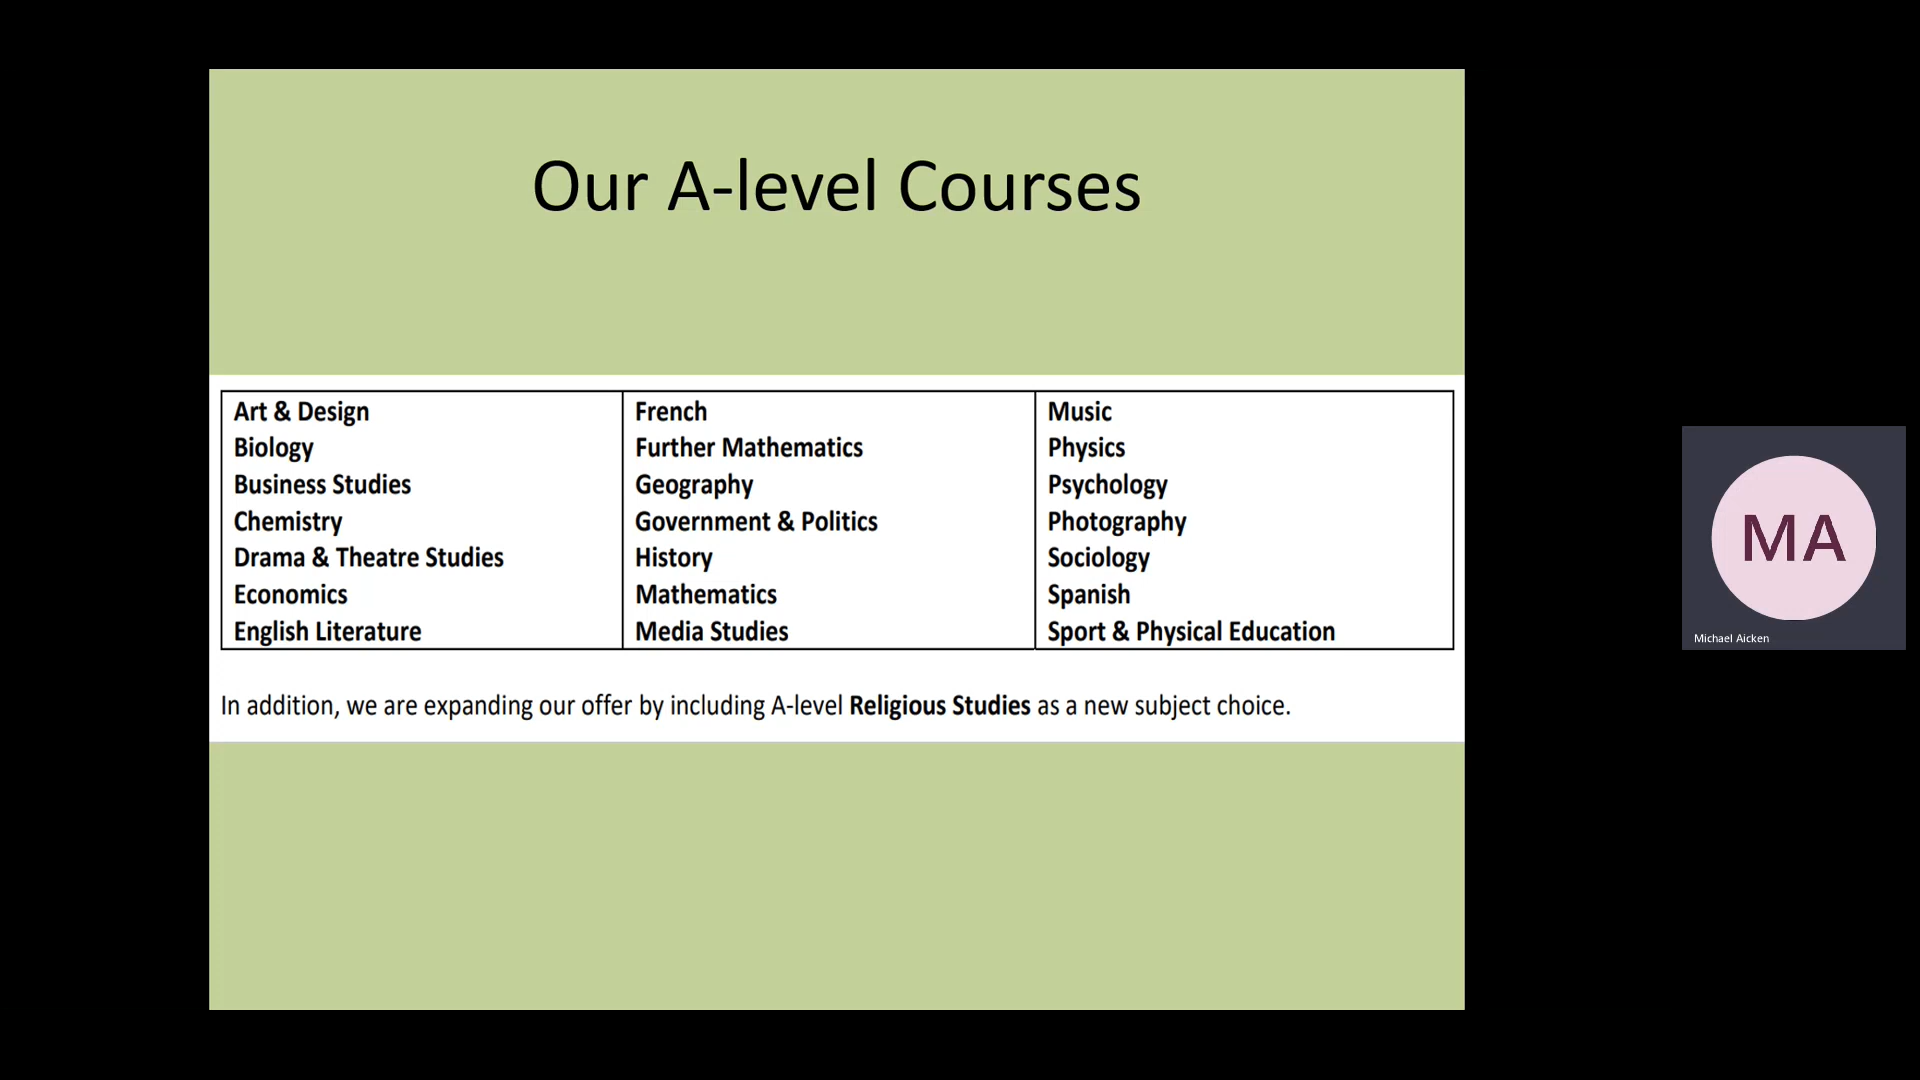 Our A-level Courses
Art & Design
Biology
Business Studies
Chemistry
Drama & Theatre Studies
Economics
English Literature
French
Further Mathematics
Geography
Government & Politics
History
Mathematics
Media Studies
Music
Physics
Psychology
Photography
Sociology
Spanish
Sport & Physical Education
In addition, we are expanding our offer by including A-level Religious Studies as a new subject choice.
MA
Michael Aicken